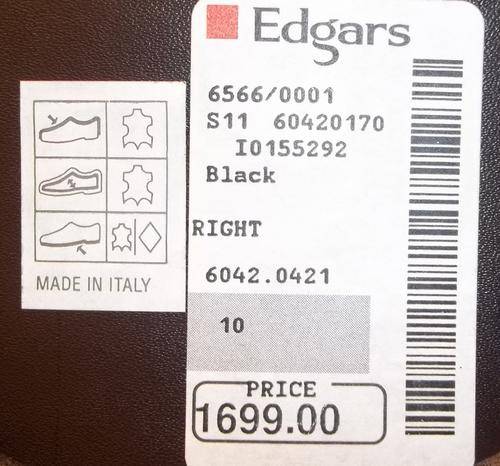 Edgars
6566/0001
S11 60420170
I0155292
Black
RIGHT
6042.0421
10
PRICE
1699.00
MADE IN ITALY